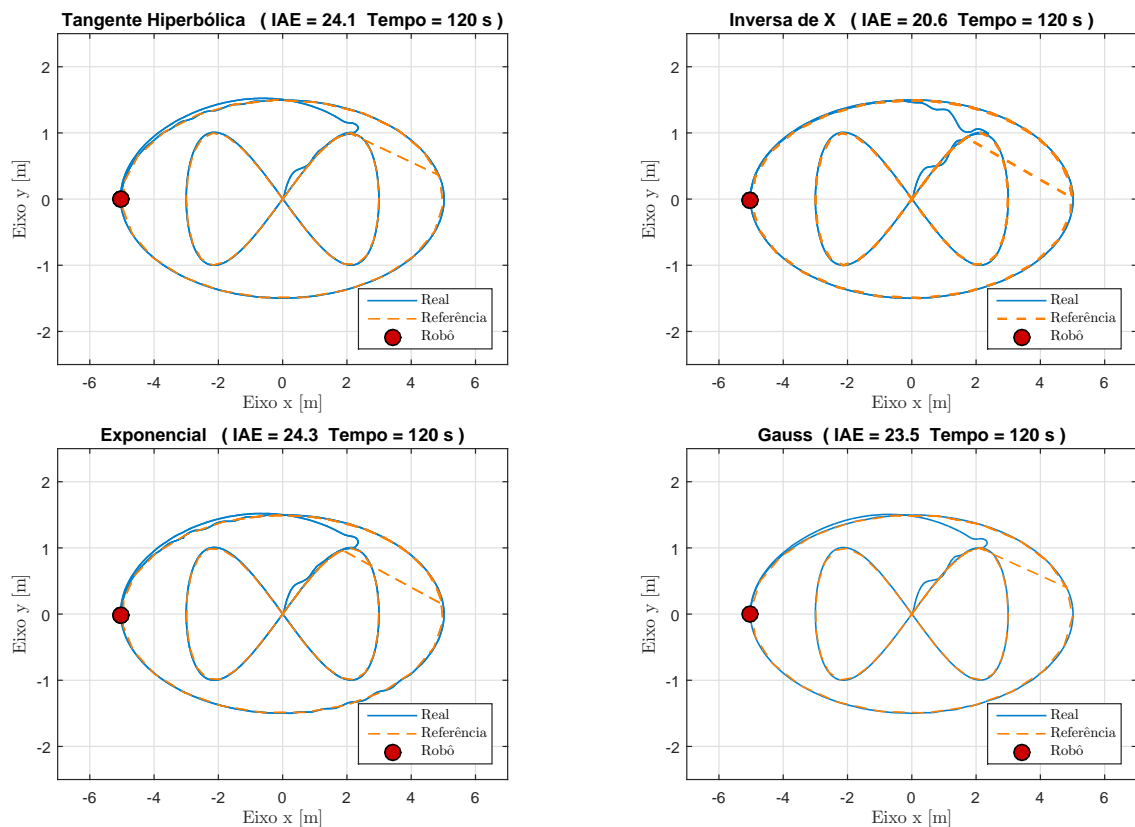 Tangente Hiperbólica ( IAE = 24.1 Tempo = 120 s )
Eixo y [m]
2
1
0
-1
-2
-6 -4 -2 0 2 4 6
Eixo x [m]
Real
Referência
Robô
Inversa de X ( IAE = 20.6 Tempo = 120 s )
Eixo y [m]
2
1
0
-1
-2
-6 -4 -2 0 2 4 6
Eixo x [m]
Real
Referência
Robô
Exponencial ( IAE = 24.3 Tempo = 120 s )
Eixo y [m]
2
1
0
-1
-2
-6 -4 -2 0 2 4 6
Eixo x [m]
Real
Referência
Robô
Gauss ( IAE = 23.5 Tempo = 120 s )
Eixo y [m]
2
1
0
-1
-2
-6 -4 -2 0 2 4 6
Eixo x [m]
Real
Referência
Robô